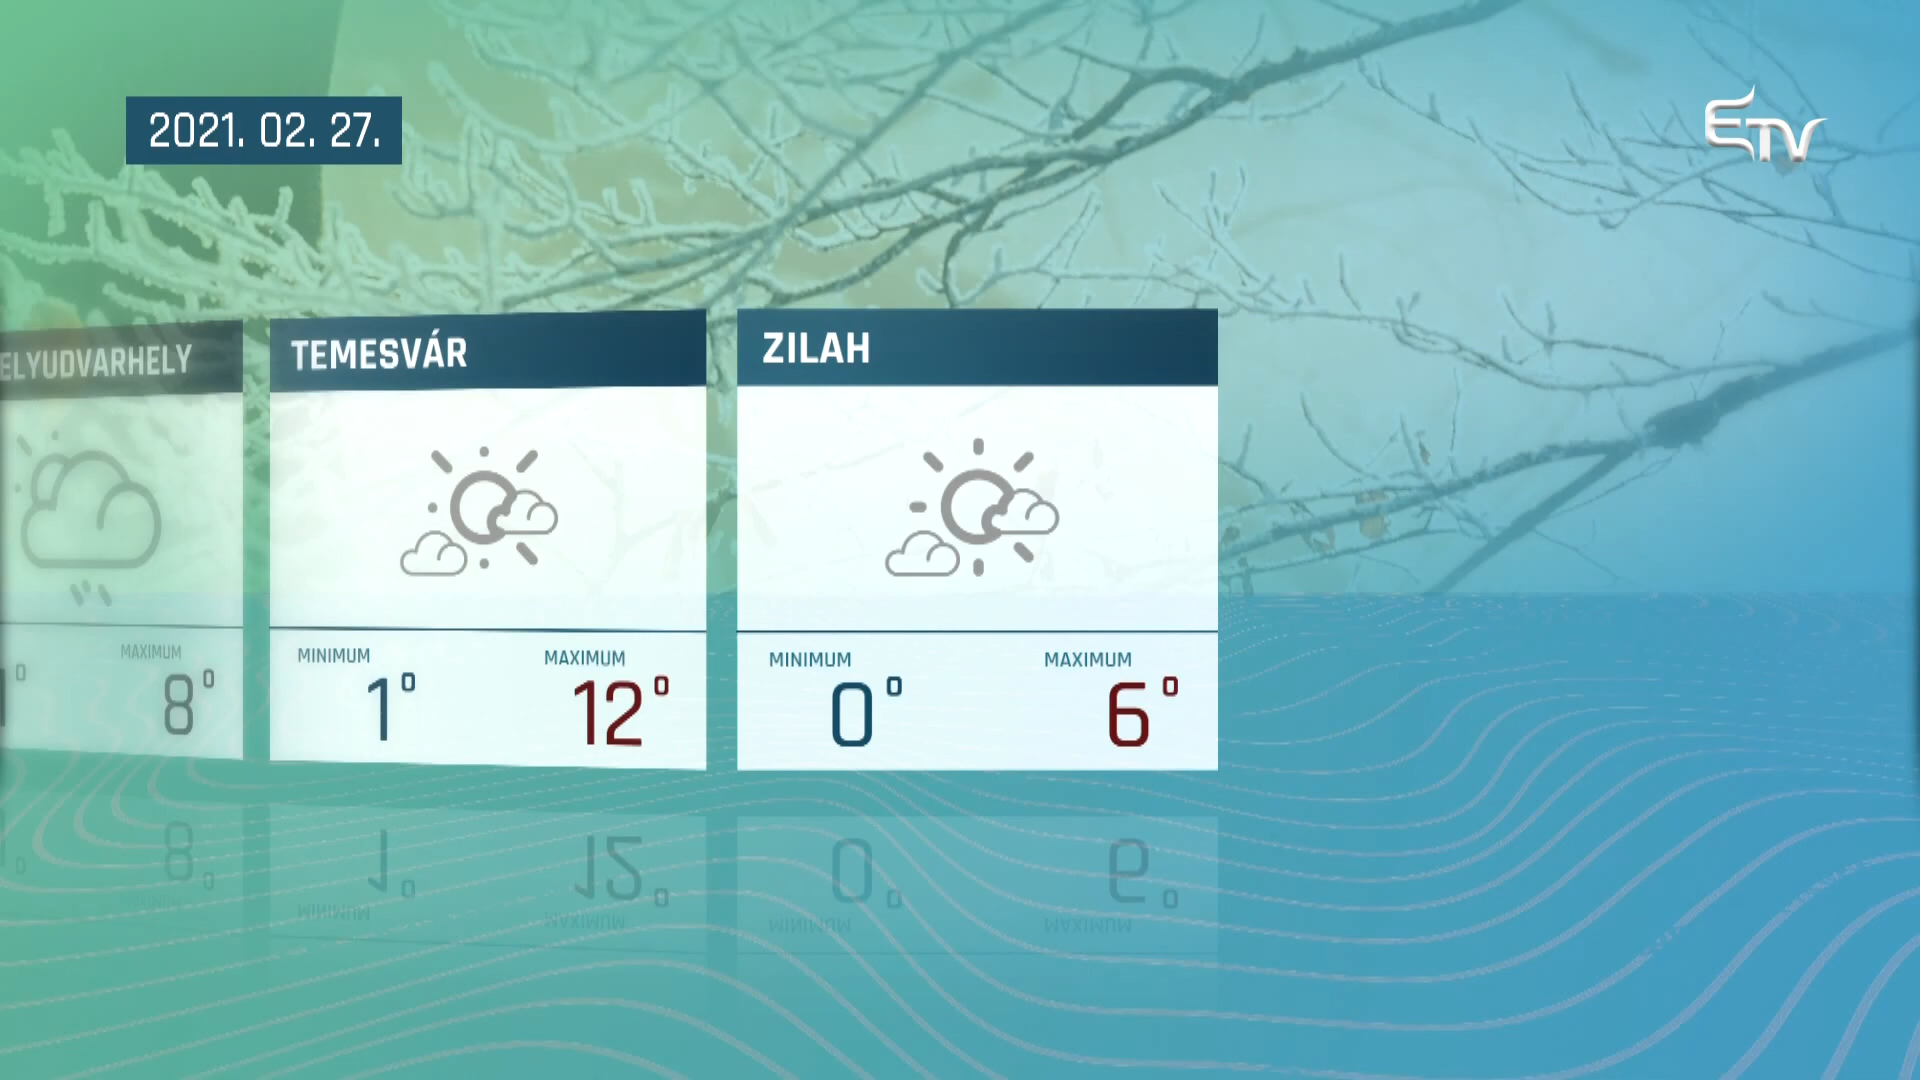 2021. 02. 27.
ETV
ELYUDVARHELY
TEMESVÁR
ZILAH
MAXIMUM
8°
MINIMUM
1°
MAXIMUM
12°
MINIMUM
0°
MAXIMUM
6°